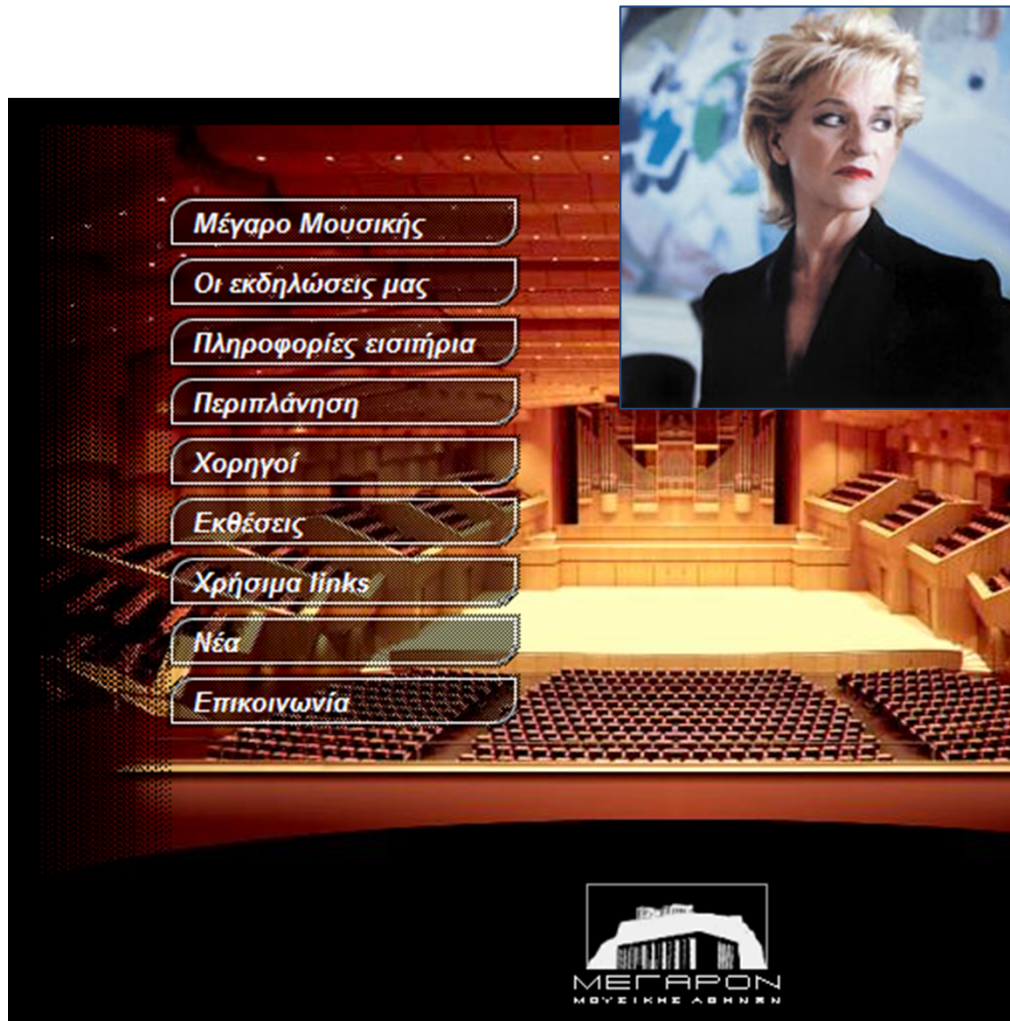 Μέγαρο Μουσικής
Οι εκδηλώσεις μας
Πληροφορίες εισιτήρια
Περιπλάνηση
Χορηγοί
Εκθέσεις
Χρήσιμα links
Νέα
Επικοινωνία
ΜΕΓΑΡΟΝ
ΜΟΥΣΙΚΗΣ ΑΘΗΝΩΝ